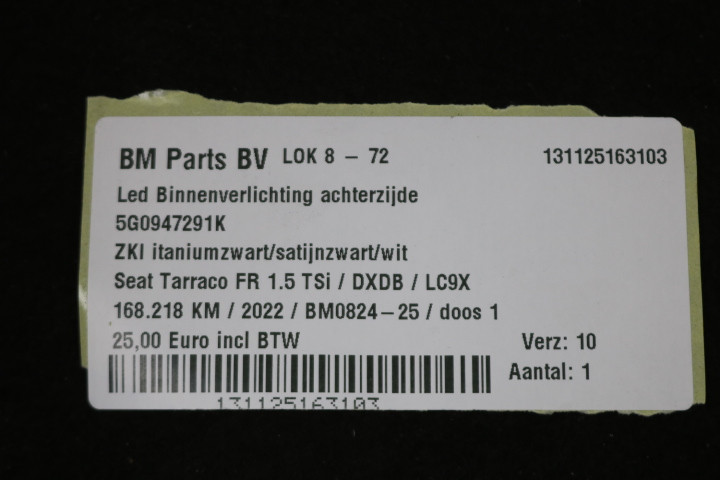 BM Parts BV LOK 8 – 72 131125163103
Led Binnenverlichting achterzijde
5G0947291K
ZKI itaniumzwart/satijnzwart/wit
Seat Tarraco FR 1.5 TSi / DXDB / LC9X
168.218 KM / 2022 / BM0824–25 / doos 1
25,00 Euro incl BTW Verz: 10
Aantal: 1
131125163103